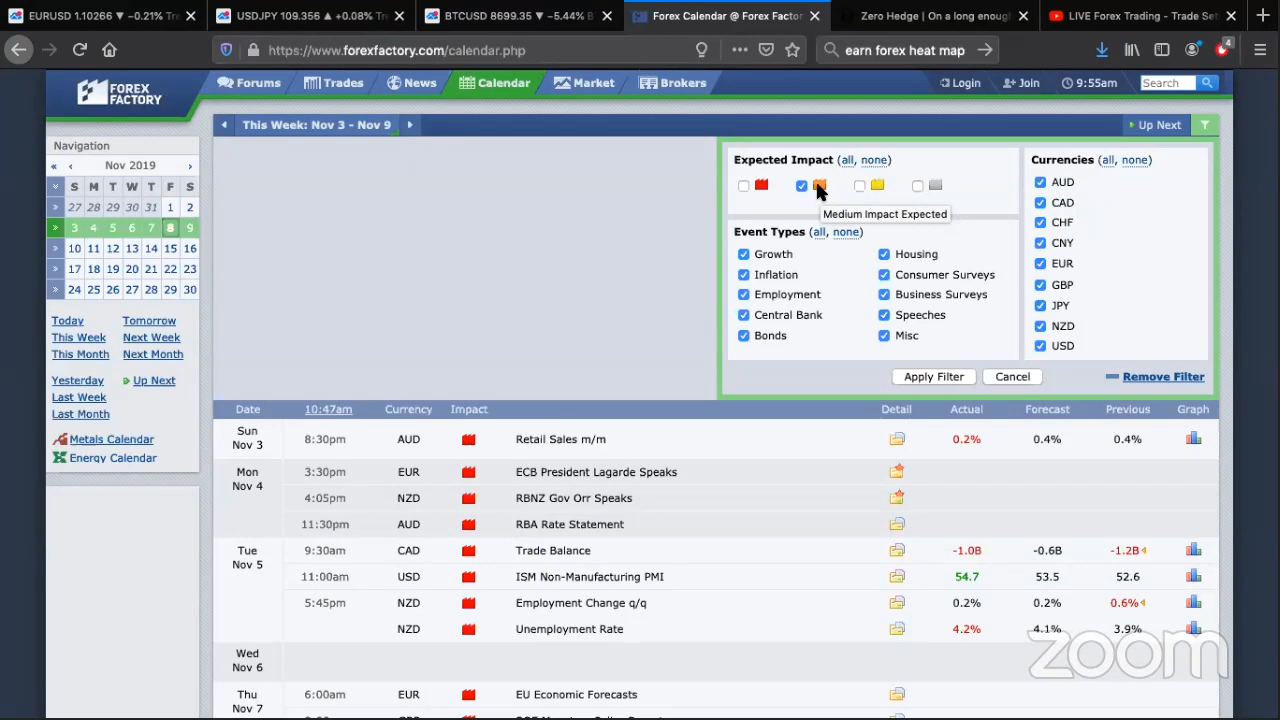 EURUSD 1.10266 ▼ −0.21% Tre
USDJPY 109.356 ▲ +0.08% Tr
BTCUSD 8699.35 ▼ −5.44% B
Forex Calendar @ Forex Factor
Zero Hedge | On a long enoug
LIVE Forex Trading - Trade Set
https://www.forexfactory.com/calendar.php
earn forex heat map
4
FOREX FACTORY
Forums
Trades
News
Calendar
Market
Brokers
Login
Join
9:55am
Search
Navigation
« ‹ Nov 2019 ›
S M T W T F S
27 28 29 30 31 1 2
3 4 5 6 7 8 9
10 11 12 13 14 15 16
17 18 19 20 21 22 23
24 25 26 27 28 29 30
Today Tomorrow
This Week Next Week
This Month Next Month
Yesterday Up Next
Last Week
Last Month
Metals Calendar
Energy Calendar
This Week: Nov 3 - Nov 9
Up Next
Expected Impact (all, none)
Medium Impact Expected
Event Types (all, none)
Growth Housing
Inflation Consumer Surveys
Employment Business Surveys
Central Bank Speeches
Bonds Misc
Currencies (all, none)
AUD
CAD
CHF
CNY
EUR
GBP
JPY
NZD
USD
Apply Filter Cancel Remove Filter
Date 10:47am Currency Impact Detail Actual Forecast Previous Graph
Sun Nov 3 8:30pm AUD Retail Sales m/m 0.2% 0.4% 0.4%
Mon Nov 4 3:30pm EUR ECB President Lagarde Speaks
4:05pm NZD RBNZ Gov Orr Speaks
11:30pm AUD RBA Rate Statement
Tue Nov 5 9:30am CAD Trade Balance -1.0B -0.6B -1.2B
11:00am USD ISM Non-Manufacturing PMI 54.7 53.5 52.6
5:45pm NZD Employment Change q/q 0.2% 0.2% 0.6%
NZD Unemployment Rate 4.2% 4.1% 3.9%
Wed Nov 6
Thu Nov 7 6:00am EUR EU Economic Forecasts
zoom